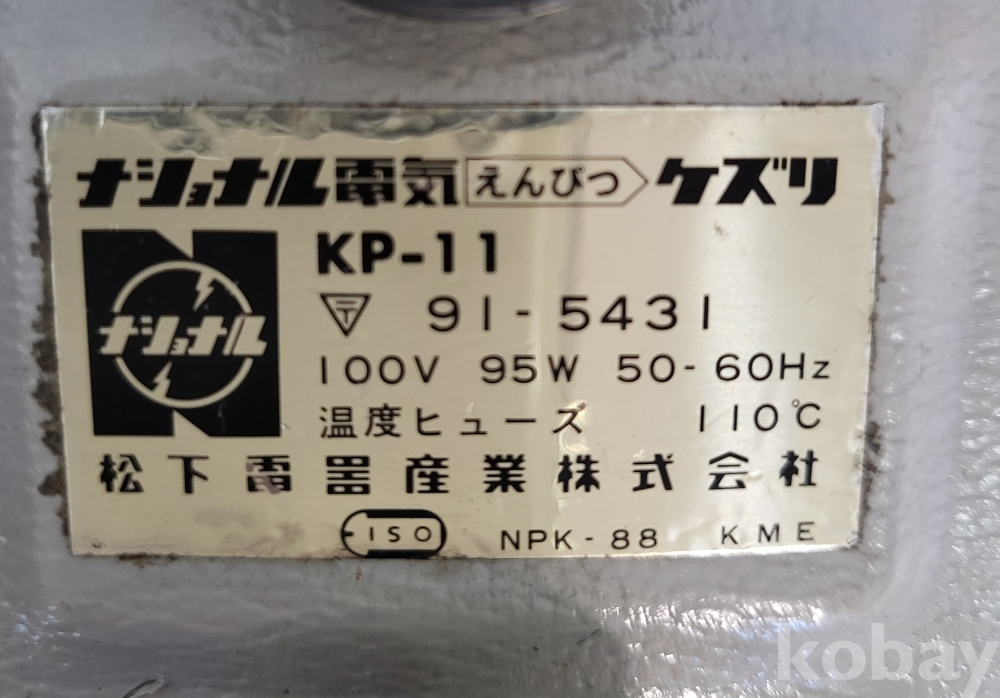 ナショナル電気えんぴつケズリ
KP-11
ナショナル
〒 91-5431
100V 95W 50-60Hz
温度ヒューズ 110℃
松下電器産業株式会社
ISO NPK-88 KME
kobay